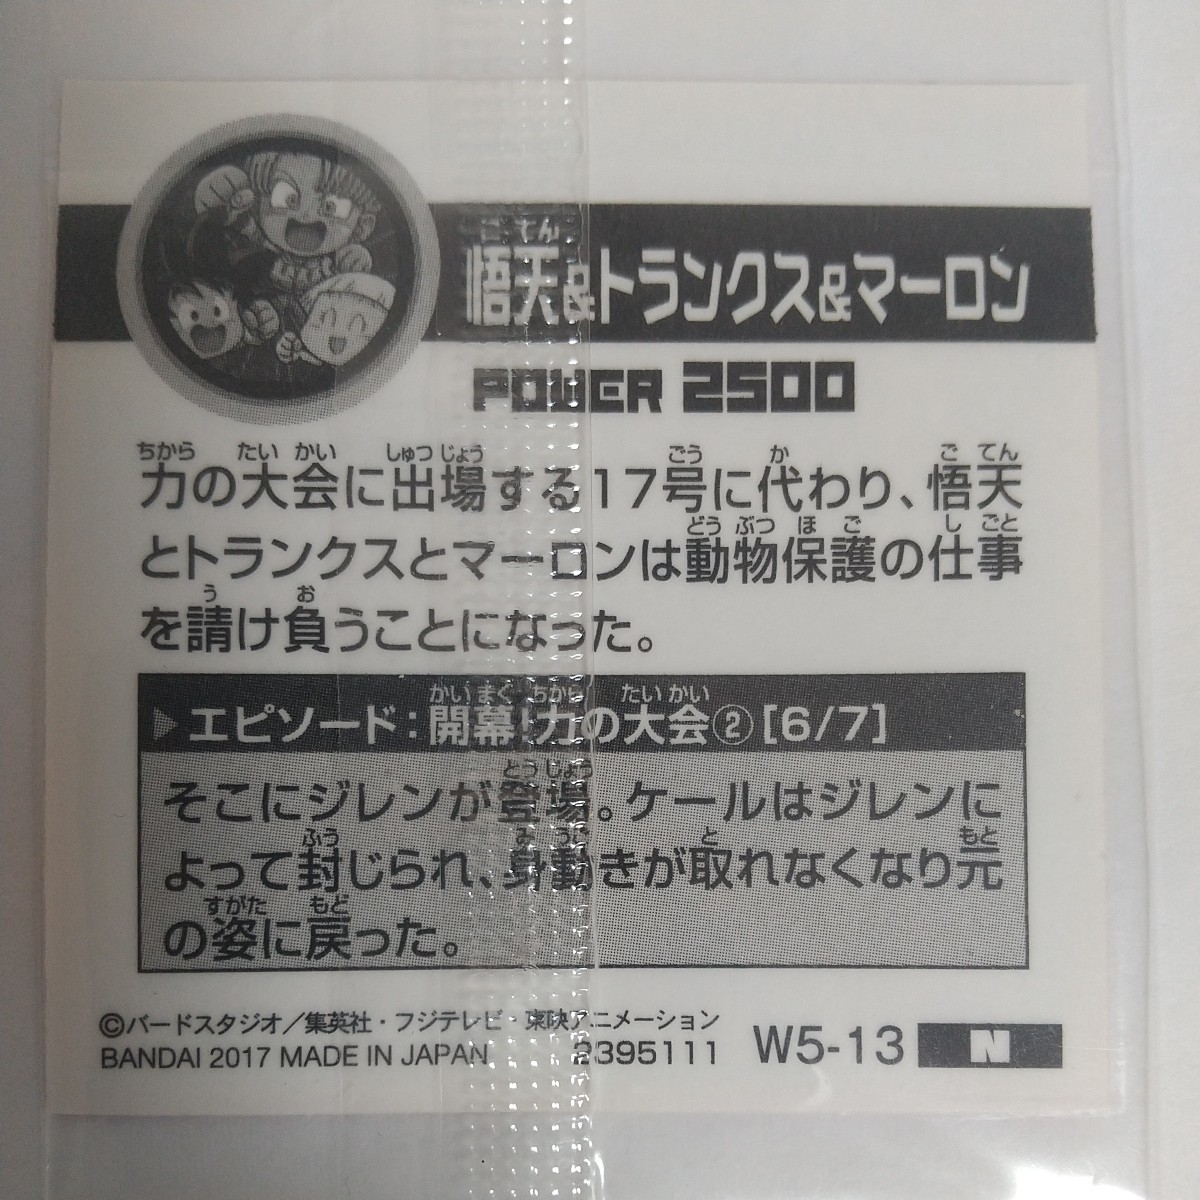 悟天&トランクス&マーロン
POWER 2500
力の大会に出場する17号に代わり、悟天
とトランクスとマーロンは動物保護の仕事
を請け負うことになった。
▶エピソード:開幕!力の大会②[6/7]
そこにジレンが登場。ケールはジレンに
よって封じられ、身動きが取れなくなり元
の姿に戻った。
©バードスタジオ/集英社・フジテレビ・東映アニメーション
BANDAI 2017 MADE IN JAPAN 2395111 W5-13 N